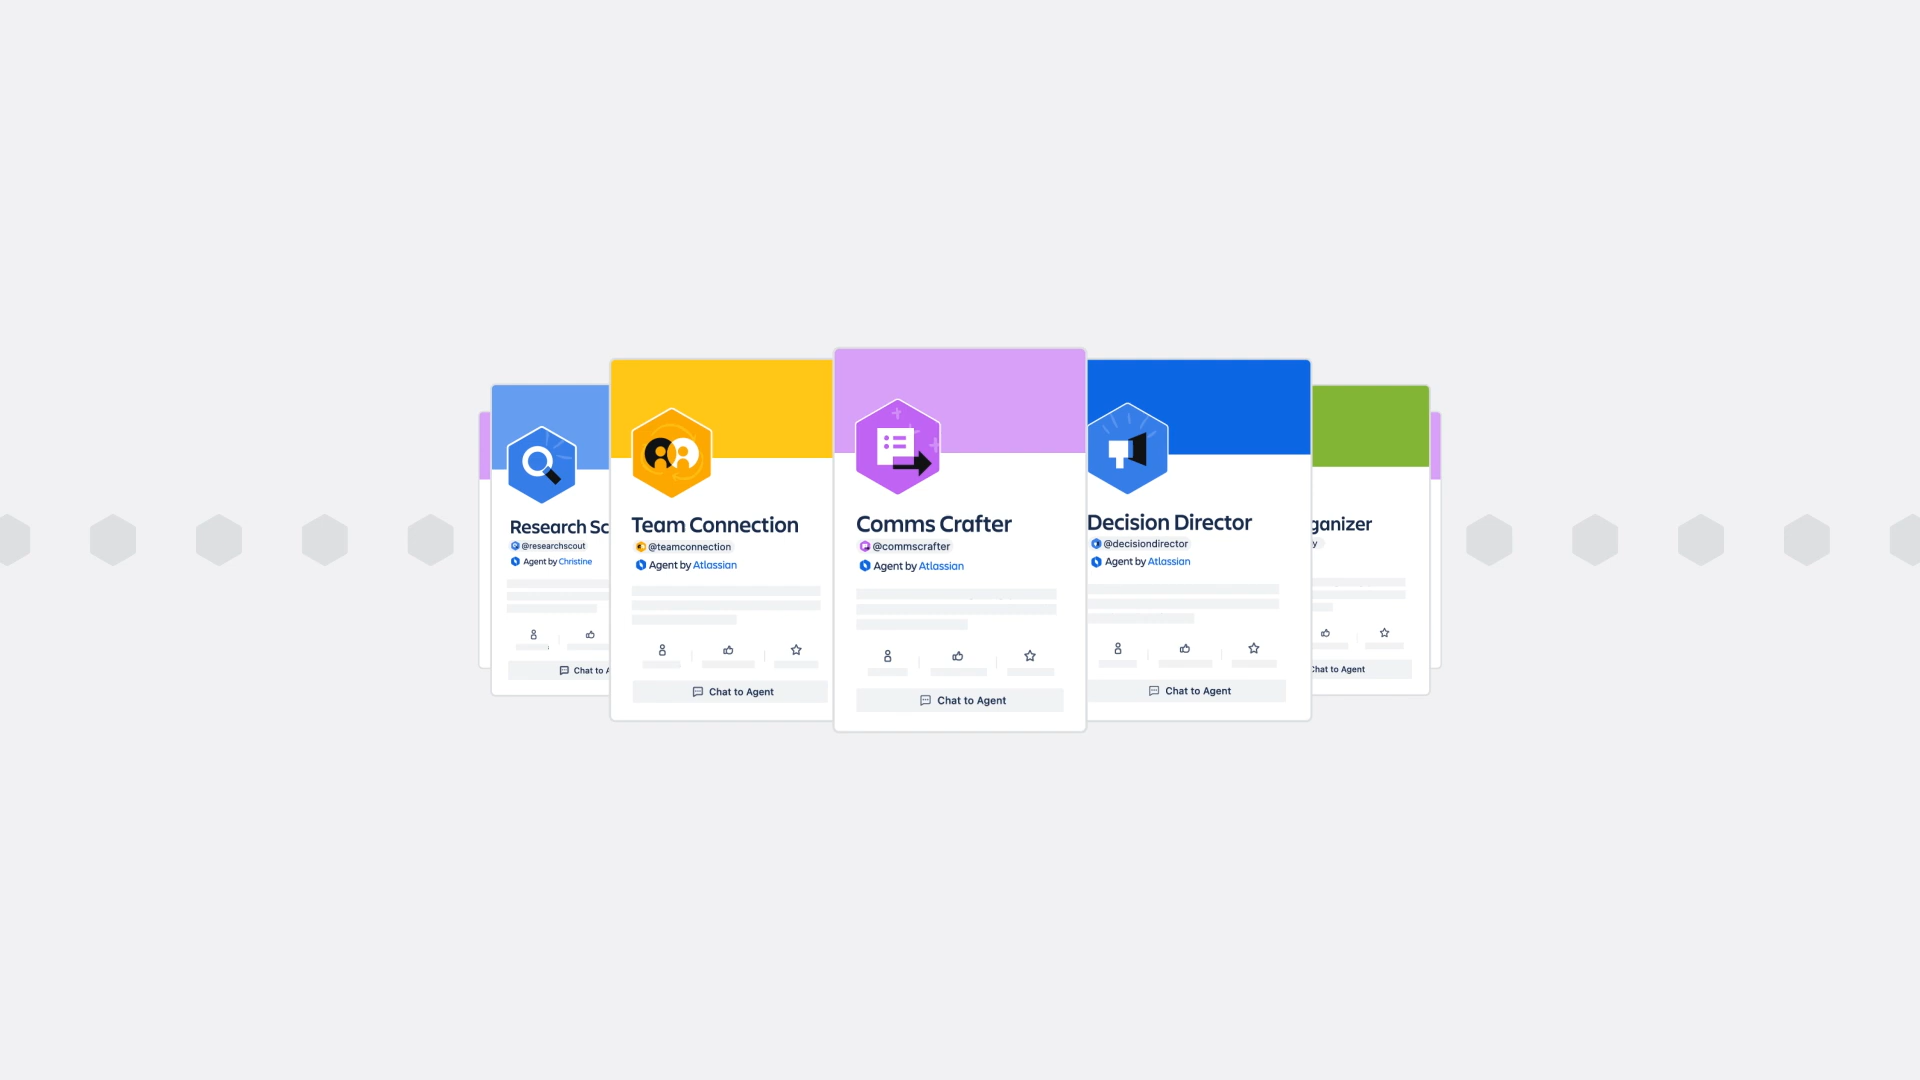 Research Sc
@researchscout
Agent by Christine
Chat to A
Team Connection
@teamconnection
Agent by Atlassian
Chat to Agent
Comms Crafter
@commscrafter
Agent by Atlassian
Chat to Agent
Decision Director
@decisiondirector
Agent by Atlassian
Chat to Agent
ganizer
y
Chat to Agent